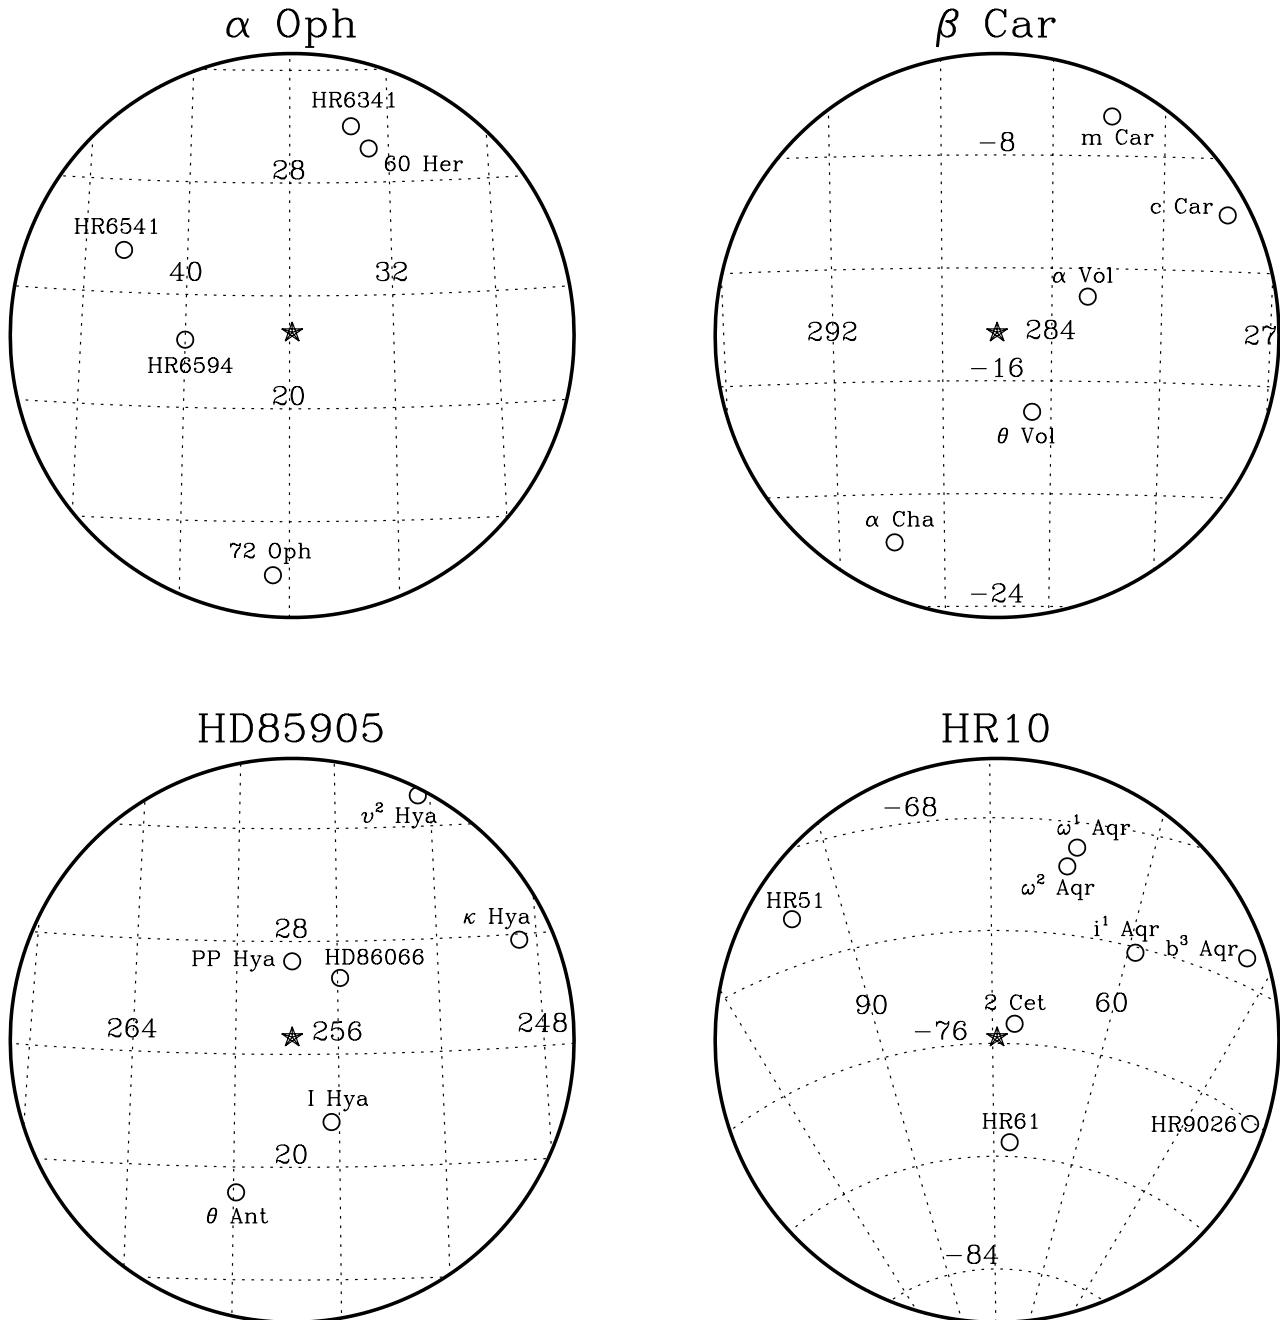 α Oph
HR6341
60 Her
28
HR6541
40
32
HR6594
20
72 Oph
β Car
−8
m Car
c Car
α Vol
292
284
27
−16
θ Vol
α Cha
−24
HD85905
υ² Hya
28
κ Hya
PP Hya
HD86066
264
256
248
I Hya
20
θ Ant
HR10
−68
ω¹ Aqr
ω² Aqr
HR51
i¹ Aqr
b³ Aqr
90
2 Cet
60
−76
HR61
HR9026
−84